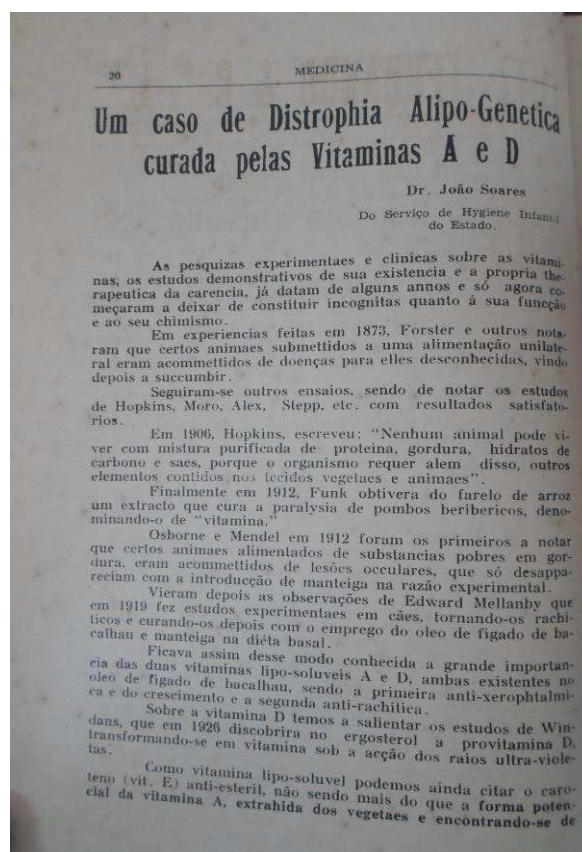 20
MEDICINA
Um caso de Distrophia Alipo-Genetica
curada pelas Vitaminas A e D
Dr. João Soares
Do Serviço de Hygiene Infantil
do Estado.
As pesquizas experimentaes e clinicas sobre as vitami-
nas, os estudos demonstrativos de sua existencia e a propria the-
rapeutica da carencia, já datam de alguns annos e só agora co-
meçaram a deixar de constituir incognitas quanto á sua funcção
e ao seu chimismo.
Em experiencias feitas em 1873, Forster e outros nota-
ram que certos animaes submettidos a uma alimentação unilate-
ral eram acommettidos de doenças para elles desconhecidas, vindo
depois a succumbir.
Seguiram-se outros ensaios, sendo de notar os estudos
de Hopkins, Moro, Alex, Stepp, etc. com resultados satisfato-
rios.
Em 1906, Hopkins, escreveu: "Nenhum animal pode vi-
ver com mistura purificada de proteina, gordura, hidratos de
carbono e saes, porque o organismo requer alem disso, outros
elementos contidos nos tecidos vegetaes e animaes".
Finalmente em 1912, Funk obtivera do farelo de arroz
um extracto que cura a paralysia de pombos beribericos, deno-
minando-o de "vitamina."
Osborne e Mendel em 1912 foram os primeiros a notar
que certos animaes alimentados de substancias pobres em gor-
dura, eram acommettidos de lesões occulares, que só desappa-
reciam com a introducção de manteiga na razão experimental.
Vieram depois as observações de Edward Mellanby que
em 1919 fez estudos experimentaes em cães, tornando-os rachi-
ticos e curando-os depois com o emprego do oleo de figado de ba-
calhau e manteiga na diéta basal.
Ficava assim desse modo conhecida a grande importan-
cia das duas vitaminas lipo-soluveis A e D, ambas existentes no
oleo de figado de bacalhau, sendo a primeira anti-xerophtalmi-
ca e do crescimento e a segunda anti-rachitica.
Sobre a vitamina D temos a salientar os estudos de Win-
dans, que em 1926 discobrira no ergosterol a provitamina D,
transformando-se em vitamina sob a acção dos raios ultra-viole-
tas.
Como vitamina lipo-soluvel podemos ainda citar o caro-
teno (vit. E) anti-esteril, não sendo mais do que a forma poten-
cial da vitamina A, extrahida dos vegetaes e encontrando-se de